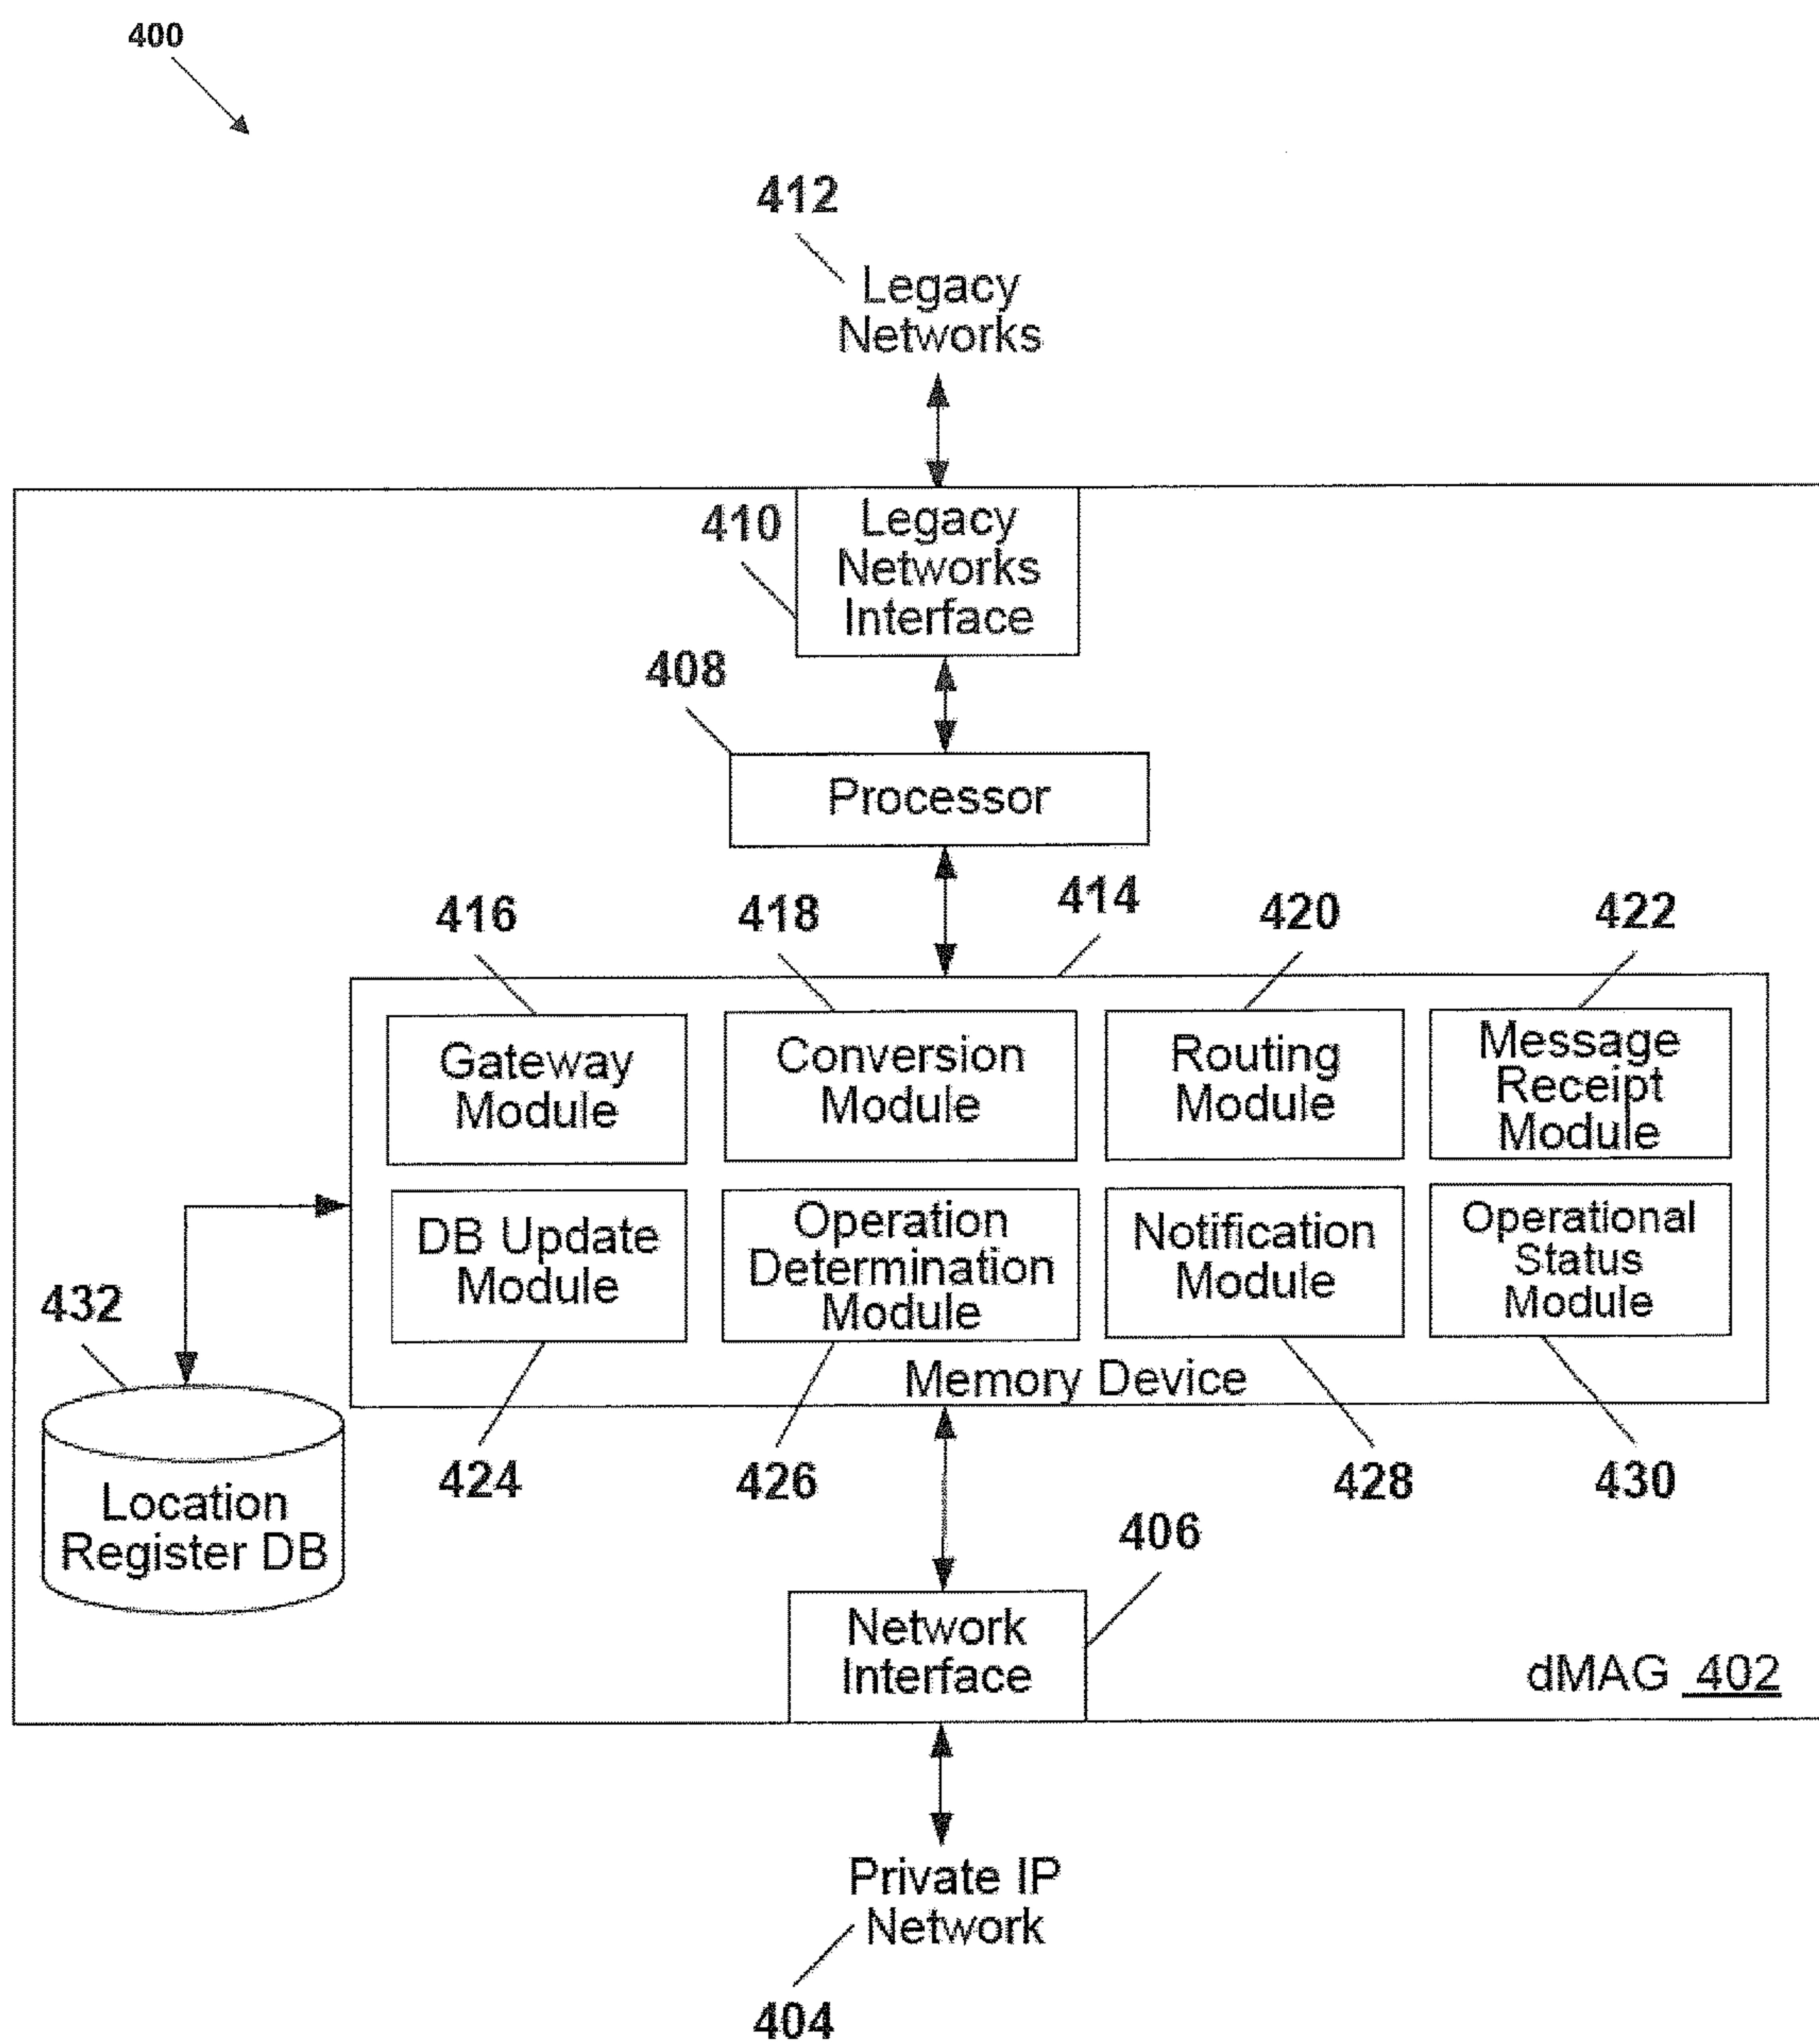 400
412
Legacy
Networks
410
Legacy
Networks
Interface
408
Processor
414
416
418
420
422
Gateway
Module
Conversion
Module
Routing
Module
Message
Receipt
Module
DB Update
Module
Operation
Determination
Module
Notification
Module
Operational
Status
Module
Memory Device
432
Location
Register DB
424
426
428
430
406
Network
Interface
dMAG 402
Private IP
Network
404